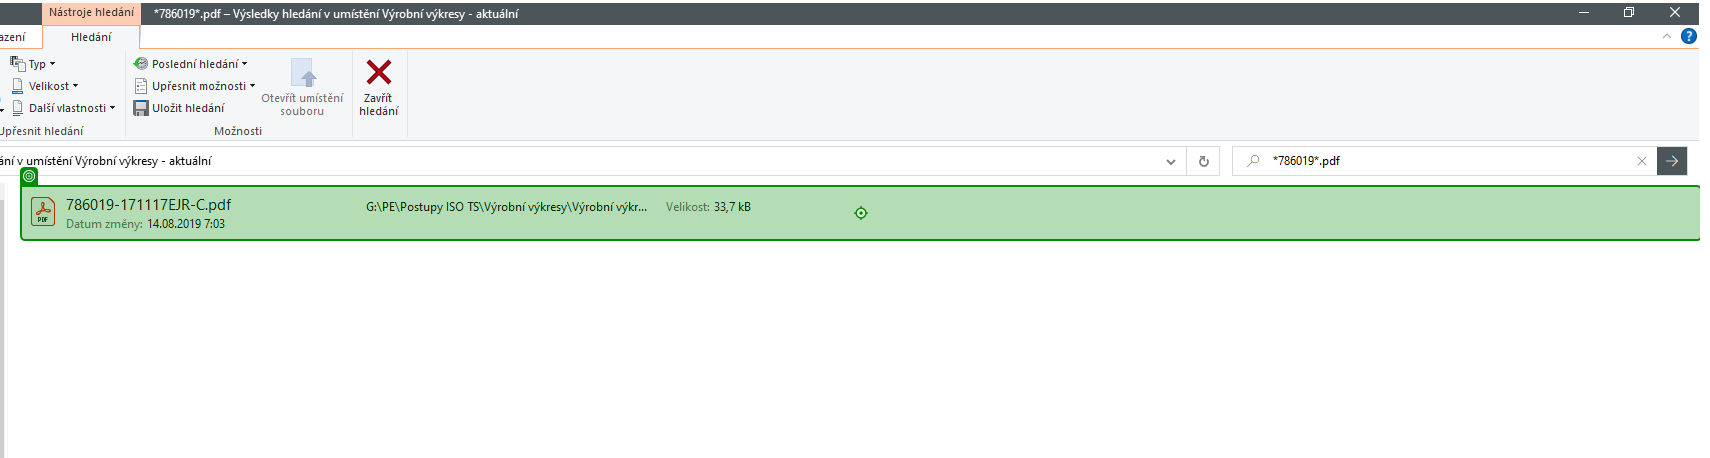 Nástroje hledání
*786019*.pdf – Výsledky hledání v umístění Výrobní výkresy - aktuální
azení
Hledání
Typ
Velikost
Další vlastnosti
Upřesnit hledání
Poslední hledání
Upřesnit možnosti
Uložit hledání
Otevřít umístění
souboru
Možnosti
Zavřít
hledání
ání v umístění Výrobní výkresy - aktuální
*786019*.pdf
786019-171117EJR-C.pdf
G:\PE\Postupy ISO TS\Výrobní výkresy\Výrobní výkr...
Velikost: 33,7 kB
PDF
Datum změny: 14.08.2019 7:03